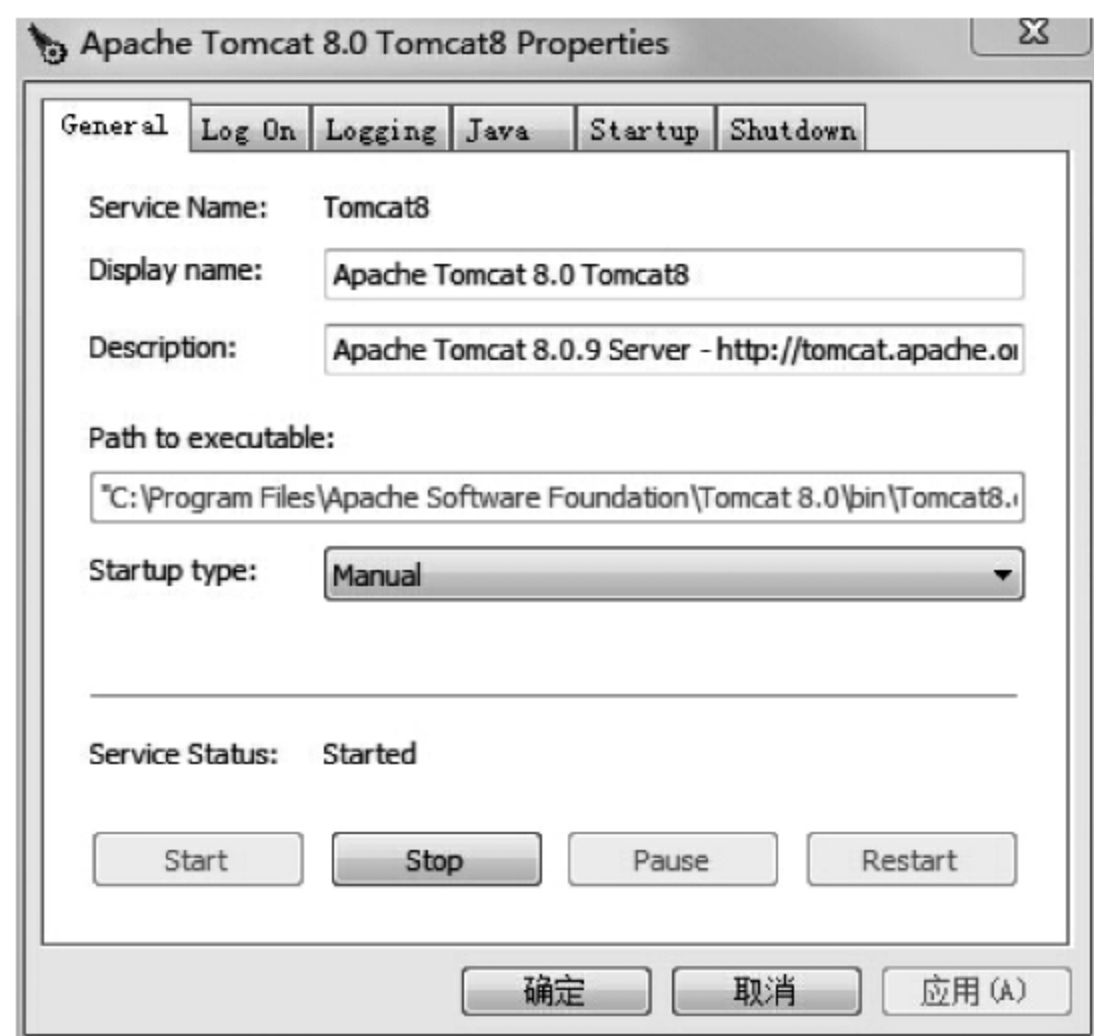 Apache Tomcat 8.0 Tomcat8 Properties
General Log On Logging Java Startup Shutdown
Service Name: Tomcat8
Display name: Apache Tomcat 8.0 Tomcat8
Description: Apache Tomcat 8.0.9 Server - http://tomcat.apache.or
Path to executable:
"C:\Program Files\Apache Software Foundation\Tomcat 8.0\bin\Tomcat8.e
Startup type: Manual
Service Status: Started
Start Stop Pause Restart
确定 取消 应用(A)